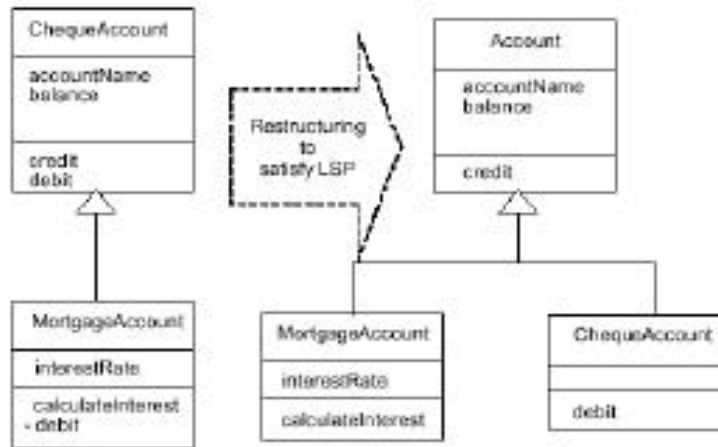 ChequeAccount
accountName
balance
credit
debit
MortgageAccount
interestRate
calculateInterest
- debit
Restructuring
to
satisfy LSP
Account
accountName
balance
credit
MortgageAccount
interestRate
calculateInterest
ChequeAccount
debit